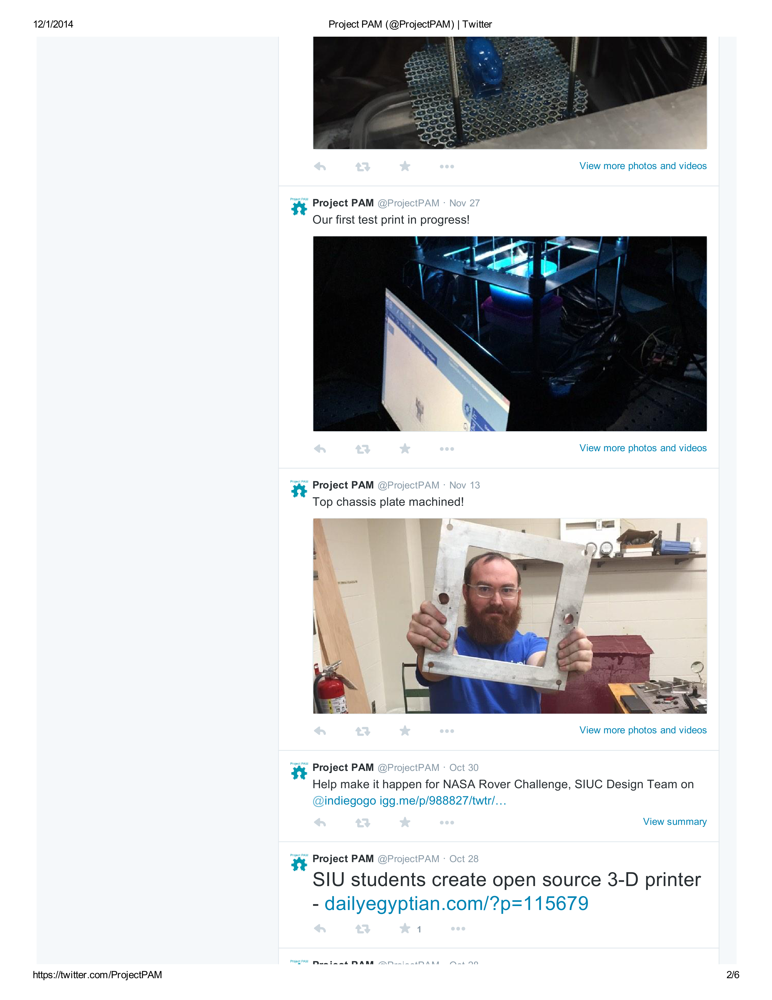 12/1/2014
Project PAM (@ProjectPAM) | Twitter
View more photos and videos
Project PAM
Project PAM @ProjectPAM · Nov 27
Our first test print in progress!
View more photos and videos
Project PAM
Project PAM @ProjectPAM · Nov 13
Top chassis plate machined!
View more photos and videos
Project PAM
Project PAM @ProjectPAM · Oct 30
Help make it happen for NASA Rover Challenge, SIUC Design Team on
@indiegogo igg.me/p/988827/twtr/…
View summary
Project PAM
Project PAM @ProjectPAM · Oct 28
SIU students create open source 3-D printer
- dailyegyptian.com/?p=115679
1
Project PAM
Project PAM @ProjectPAM · Oct 28
https://twitter.com/ProjectPAM
2/6